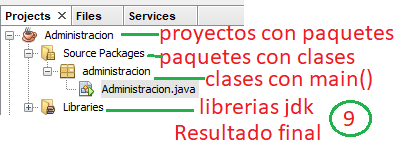 Projects × Files Services
Administracion proyectos con paquetes
Source Packages paquetes con clases
administracion clases con main()
Administracion.java
Libraries librerias jdk
Resultado final 9